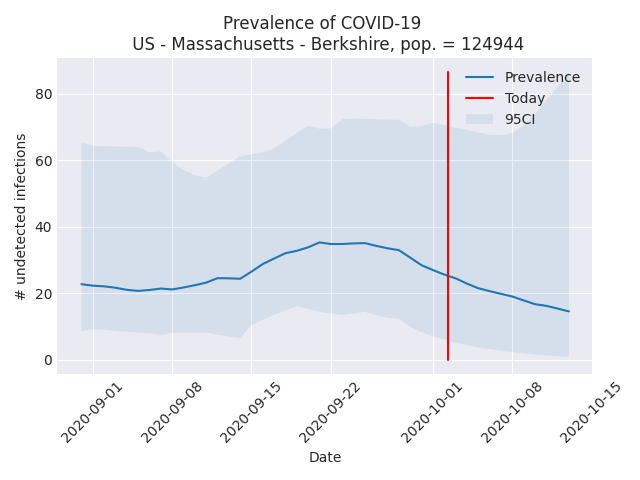 Prevalence of COVID-19
US - Massachusetts - Berkshire, pop. = 124944
# undetected infections
80
60
40
20
0
Prevalence
Today
95CI
2020-09-01
2020-09-08
2020-09-15
2020-09-22
2020-10-01
2020-10-08
2020-10-15
Date